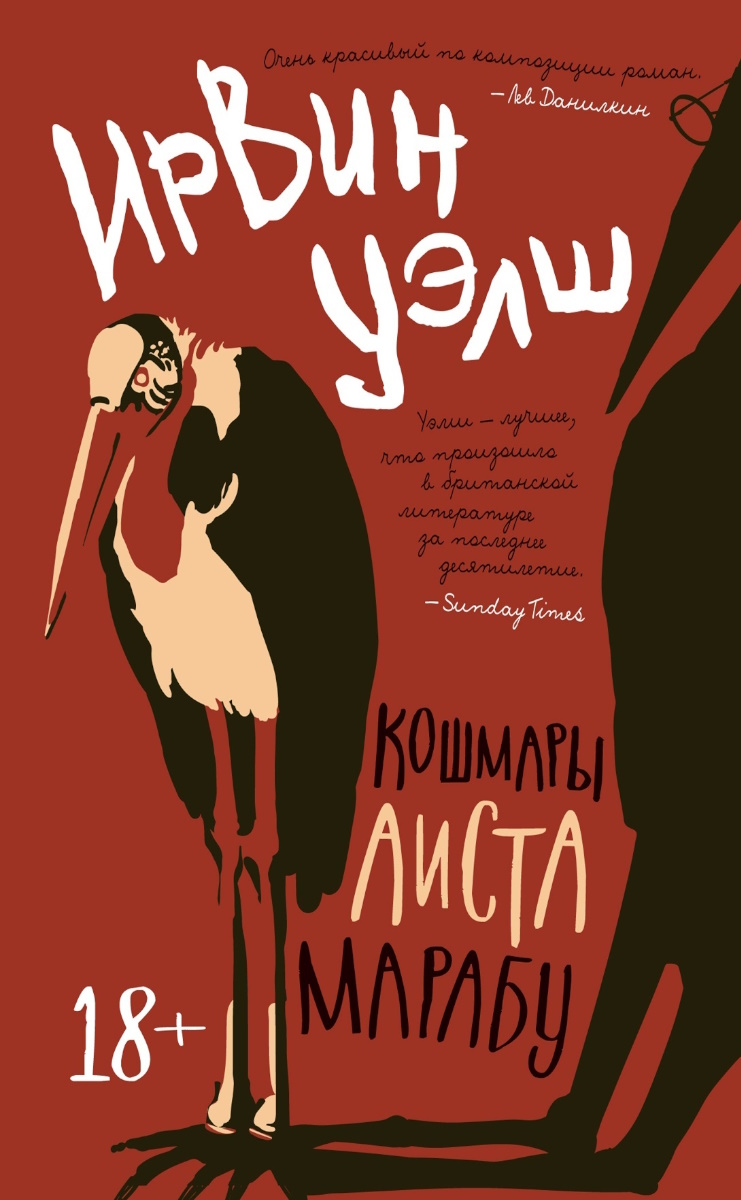 Очень красивый по композиции роман.
—Лев Данилкин
ИРВИН
УЭЛШ
Уэлш — лучшее,
что произошло
в британской
литературе
за последнее
десятилетие.
—Sunday Times
КОШМАРЫ
АИСТА
МАРАБУ
18+